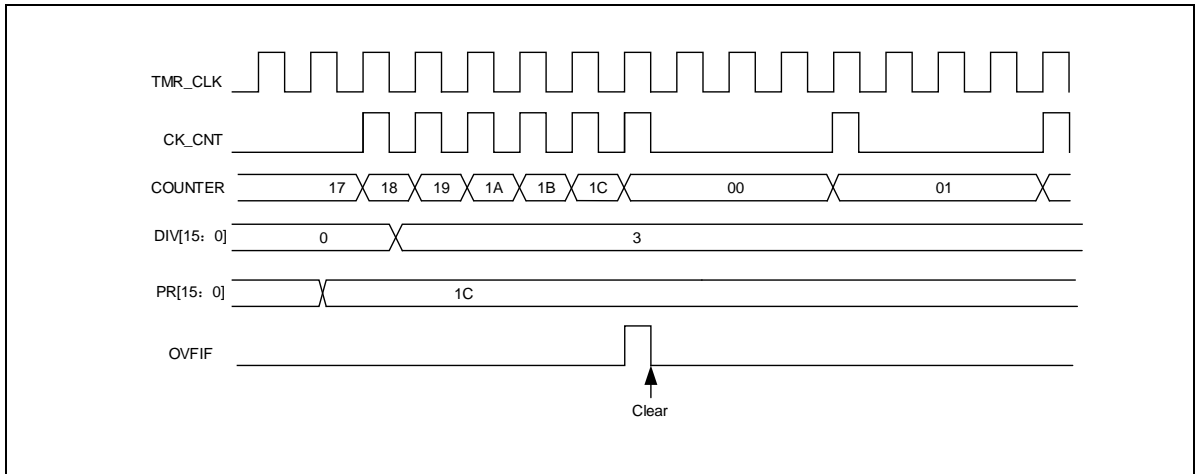 TMR_CLK
CK_CNT
COUNTER 17 18 19 1A 1B 1C 00 01
DIV[15：0] 0 3
PR[15：0] 1C
OVFIF
Clear